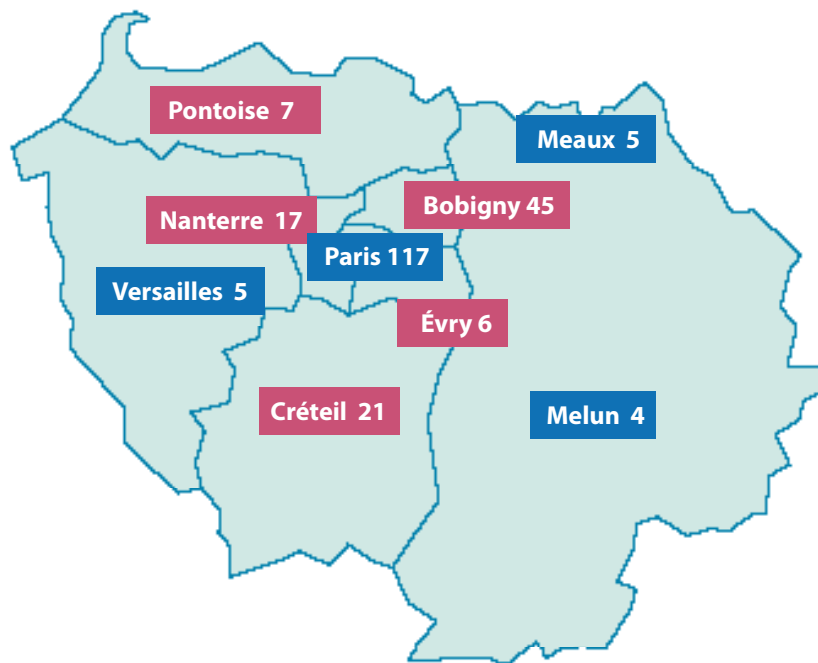 Pontoise 7
Meaux 5
Bobigny 45
Nanterre 17
Paris 117
Versailles 5
Évry 6
Créteil 21
Melun 4